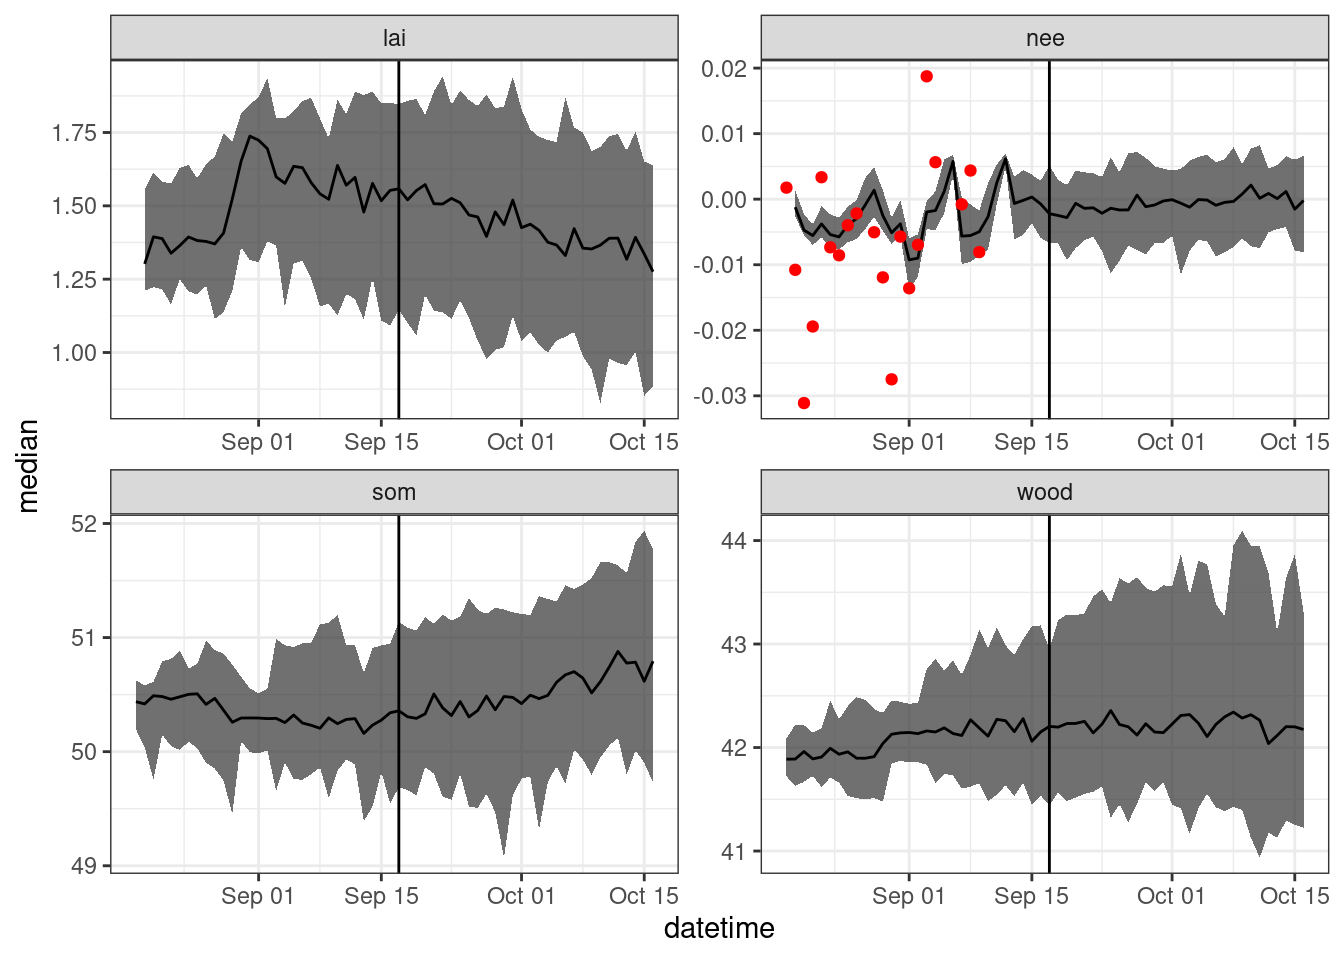 lai
nee
1.75
1.50
1.25
1.00
0.02
0.01
0.00
-0.01
-0.02
-0.03
Sep 01 Sep 15 Oct 01 Oct 15
Sep 01 Sep 15 Oct 01 Oct 15
median
som
wood
52
51
50
49
44
43
42
41
Sep 01 Sep 15 Oct 01 Oct 15
Sep 01 Sep 15 Oct 01 Oct 15
datetime